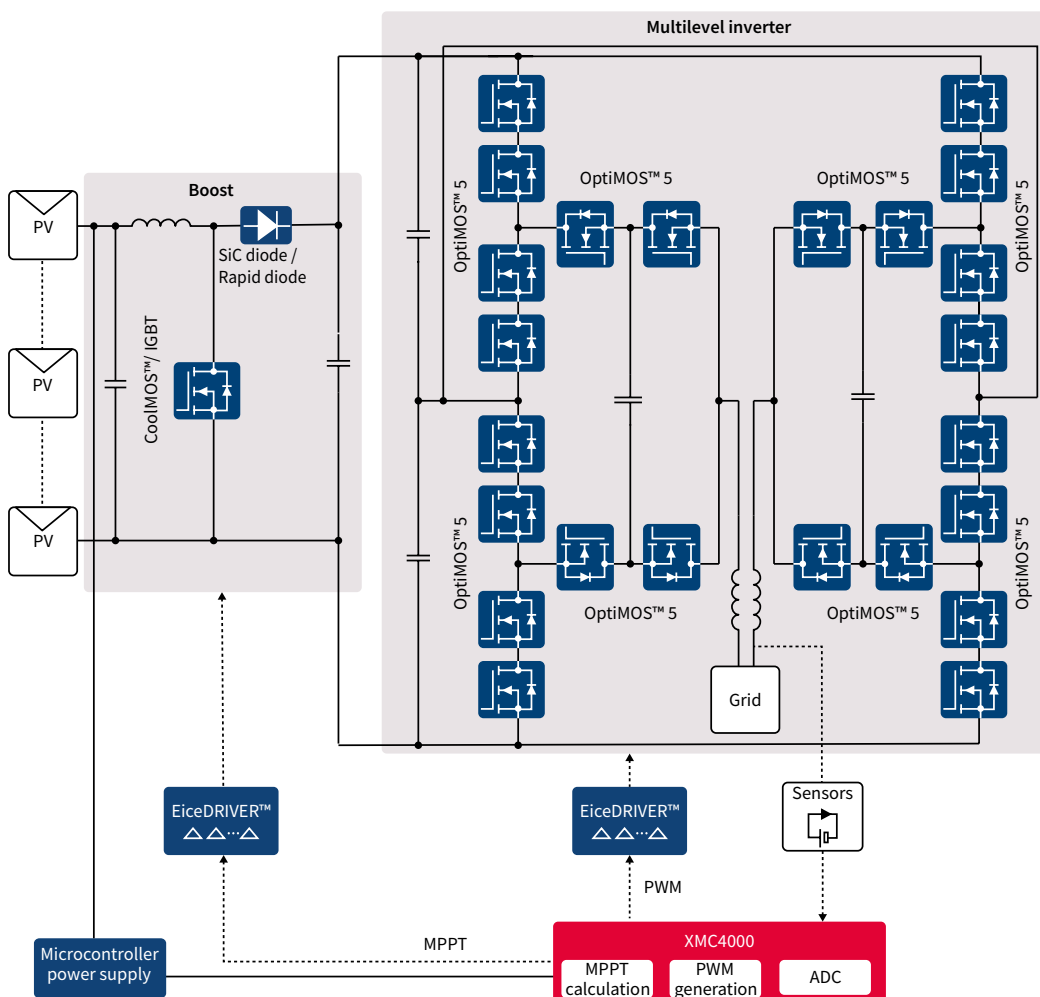 Multilevel inverter
Boost
PV
PV
PV
SiC diode /
Rapid diode
CoolMOS™/ IGBT
OptiMOS™ 5
OptiMOS™ 5
OptiMOS™ 5
OptiMOS™ 5
OptiMOS™ 5
OptiMOS™ 5
OptiMOS™ 5
OptiMOS™ 5
Grid
EiceDRIVER™
EiceDRIVER™
Sensors
PWM
MPPT
Microcontroller
power supply
XMC4000
MPPT
calculation
PWM
generation
ADC